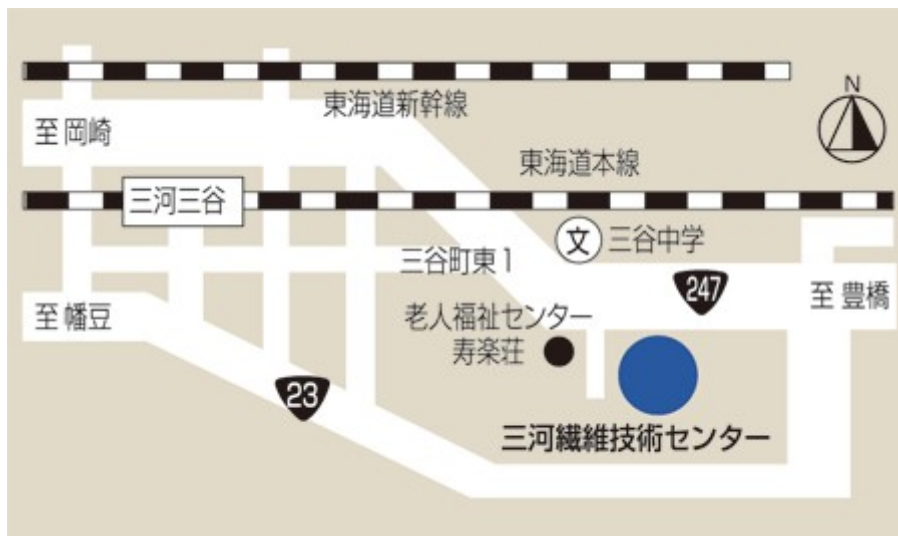 東海道新幹線
N
至 岡崎
東海道本線
三河三谷
文 三谷中学
三谷町東1
247
至 豊橋
至 幡豆
老人福祉センター
寿楽荘
23
三河繊維技術センター